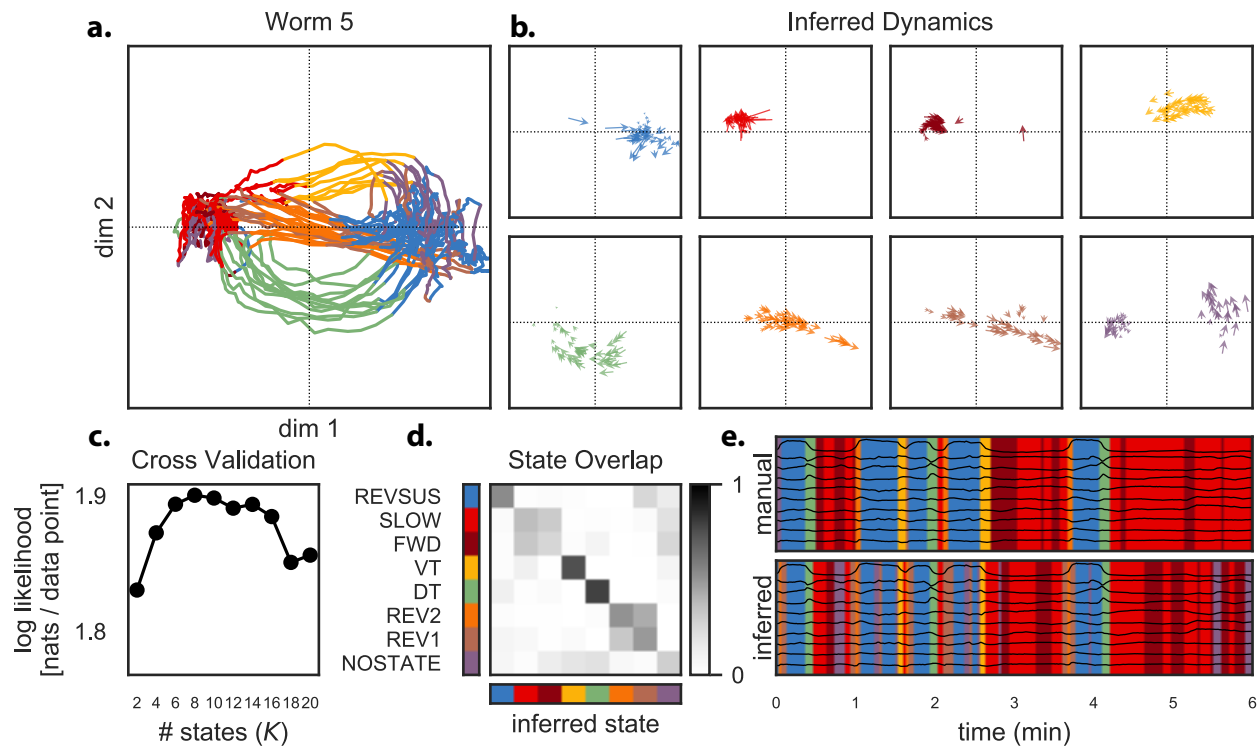 a.
Worm 5
dim 2
dim 1
b.
Inferred Dynamics
c.
Cross Validation
log likelihood
[nats / data point]
1.9
1.8
2 4 6 8 10 12 14 16 18 20
# states (K)
d.
State Overlap
REVSUS
SLOW
FWD
VT
DT
REV2
REV1
NOSTATE
inferred state
1
0
e.
manual
inferred
0 1 2 3 4 5 6
time (min)